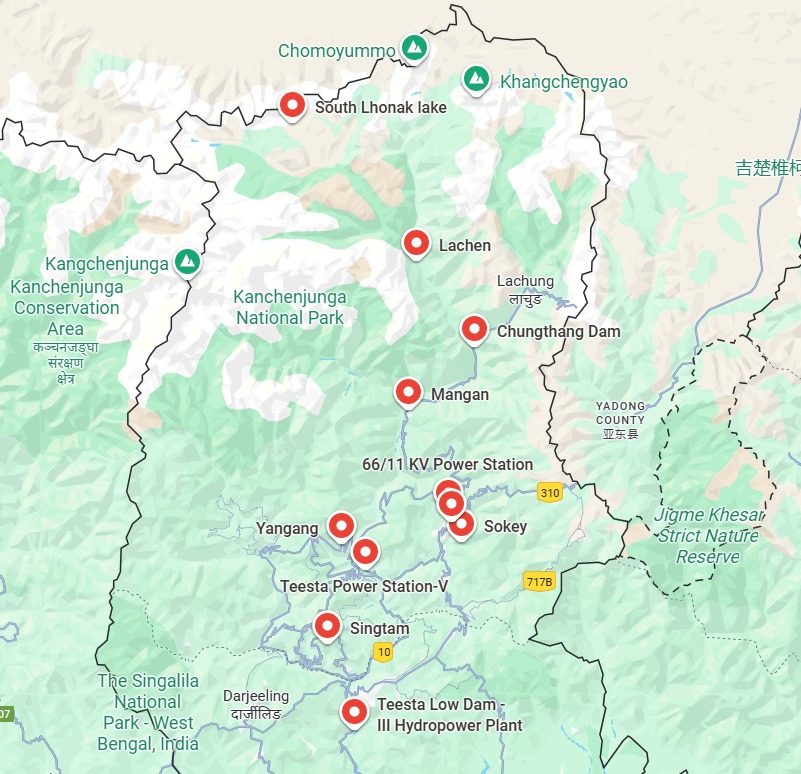 Chomoyummo
Khangchengyao
South Lhonak lake
吉楚椎柯
Lachen
Kangchenjunga
Kangchenjunga
Conservation
Area
कञ्चनजङ्घा
संरक्षण
क्षेत्र
Kanchenjunga
National Park
Lachung
लाचुङ
Chungthang Dam
Mangan
YADONG
COUNTY
亚东县
66/11 KV Power Station
310
Yangang
Sokey
Jigme Khesar
Strict Nature
Reserve
Teesta Power Station-V
717B
Singtam
10
The Singalila
National
Park - West
Bengal, India
Darjeeling
दार्जीलिङ
Teesta Low Dam -
III Hydropower Plant
07